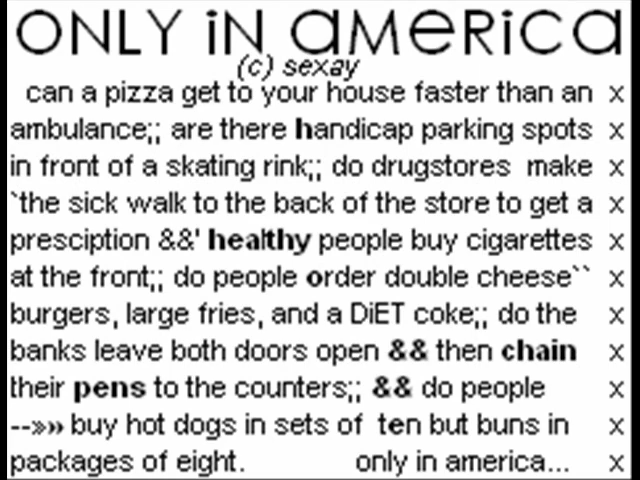 ONLY iN aMeRiCa
(c) sexay
can a pizza get to your house faster than an x
ambulance;; are there handicap parking spots x
in front of a skating rink;; do drugstores make x
`the sick walk to the back of the store to get a x
presciption &&' healthy people buy cigarettes x
at the front;; do people order double cheese`` x
burgers, large fries, and a DiET coke;; do the x
banks leave both doors open && then chain x
their pens to the counters;; && do people x
--»» buy hot dogs in sets of ten but buns in x
packages of eight. only in america... x